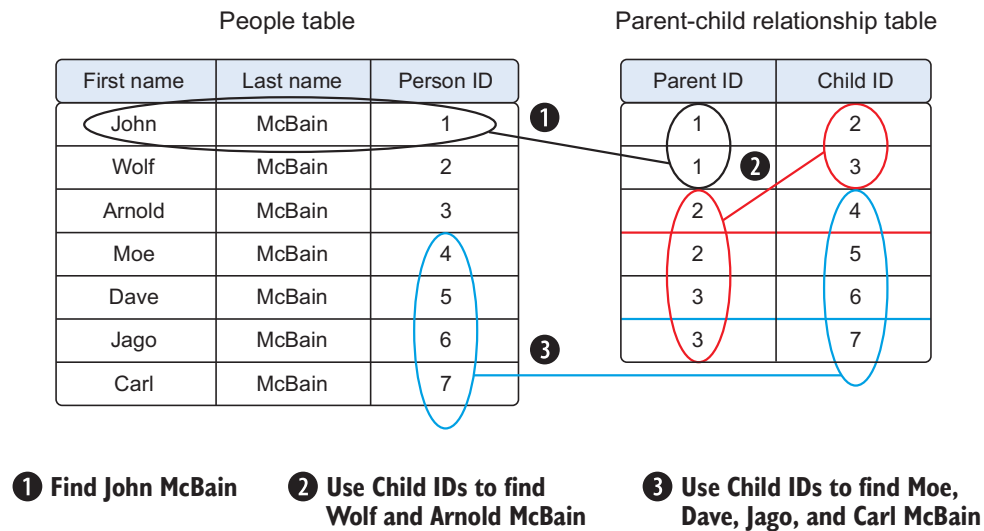 People table
Parent-child relationship table
First name Last name Person ID
John McBain 1
Wolf McBain 2
Arnold McBain 3
Moe McBain 4
Dave McBain 5
Jago McBain 6
Carl McBain 7
1
3
Parent ID Child ID
1 2
1 3
2 4
2 5
3 6
3 7
2
1 Find John McBain
2 Use Child IDs to find
Wolf and Arnold McBain
3 Use Child IDs to find Moe,
Dave, Jago, and Carl McBain